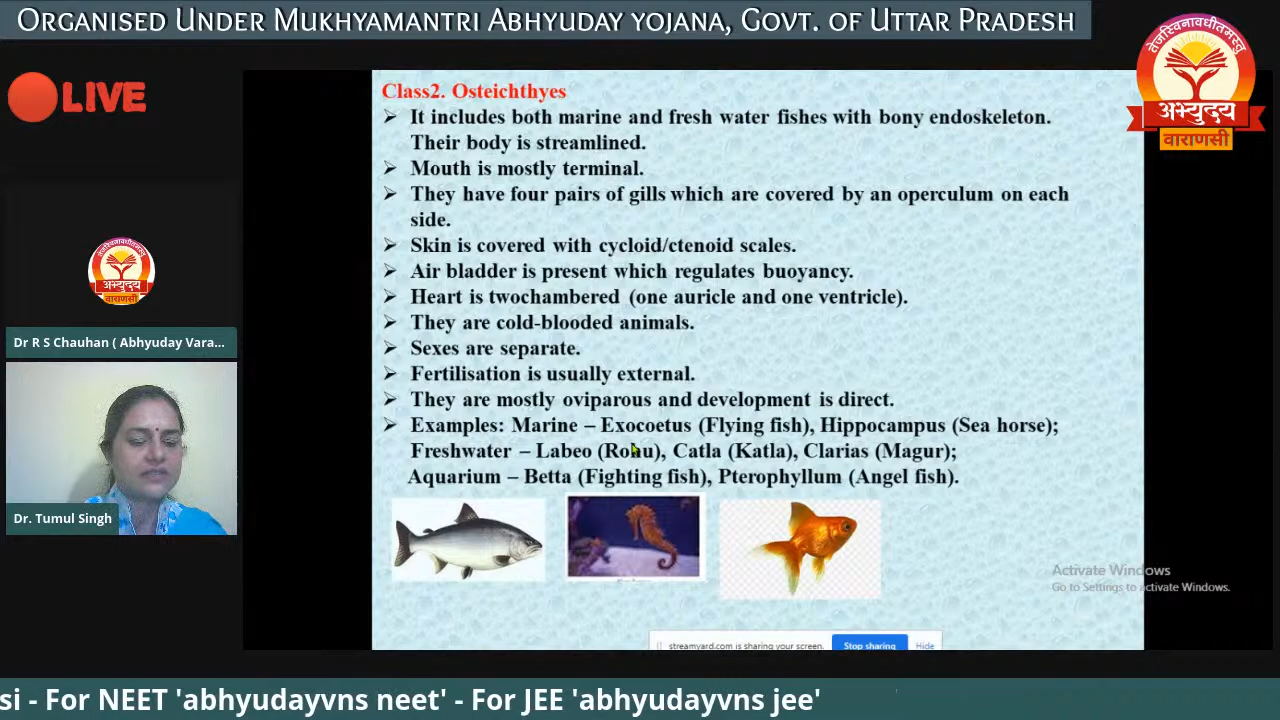 ORGANISED UNDER MUKHYAMANTRI ABHYUDAY YOJANA, GOVT. OF UTTAR PRADESH
LIVE
तेजस्विनावधीतमस्तु
अभ्युदय
वाराणसी
Class2. Osteichthyes
➢ It includes both marine and fresh water fishes with bony endoskeleton.
Their body is streamlined.
➢ Mouth is mostly terminal.
➢ They have four pairs of gills which are covered by an operculum on each
side.
➢ Skin is covered with cycloid/ctenoid scales.
➢ Air bladder is present which regulates buoyancy.
➢ Heart is twochambered (one auricle and one ventricle).
➢ They are cold-blooded animals.
➢ Sexes are separate.
➢ Fertilisation is usually external.
➢ They are mostly oviparous and development is direct.
➢ Examples: Marine – Exocoetus (Flying fish), Hippocampus (Sea horse);
Freshwater – Labeo (Rohu), Catla (Katla), Clarias (Magur);
Aquarium – Betta (Fighting fish), Pterophyllum (Angel fish).
अभ्युदय
वाराणसी
Dr R S Chauhan ( Abhyuday Vara...
Dr. Tumul Singh
Activate Windows
Go to Settings to activate Windows.
streamyard.com is sharing your screen.
Stop sharing
Hide
si - For NEET 'abhyudayvns neet' - For JEE 'abhyudayvns jee'